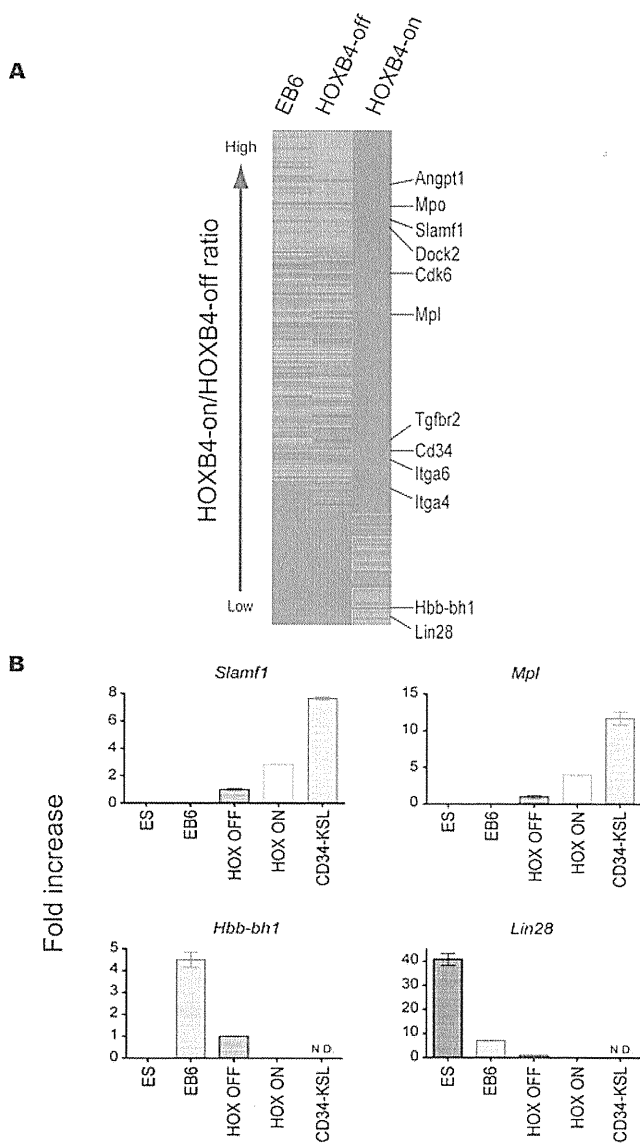 A
EB6
HOXB4-off
HOXB4-on
High
HOXB4-on/HOXB4-off ratio
Low
Angpt1
Mpo
Slamf1
Dock2
Cdk6
Mpl
Tgfbr2
Cd34
Itga6
Itga4
Hbb-bh1
Lin28
B
Fold increase
Slamf1
8
6
4
2
0
ES
EB6
HOX OFF
HOX ON
CD34-KSL
Mpl
15
10
5
0
ES
EB6
HOX OFF
HOX ON
CD34-KSL
Hbb-bh1
5
4
3
2
1
0
N D.
ES
EB6
HOX OFF
HOX ON
CD34-KSL
Lin28
40
30
20
10
0
N D
ES
EB6
HOX OFF
HOX ON
CD34-KSL